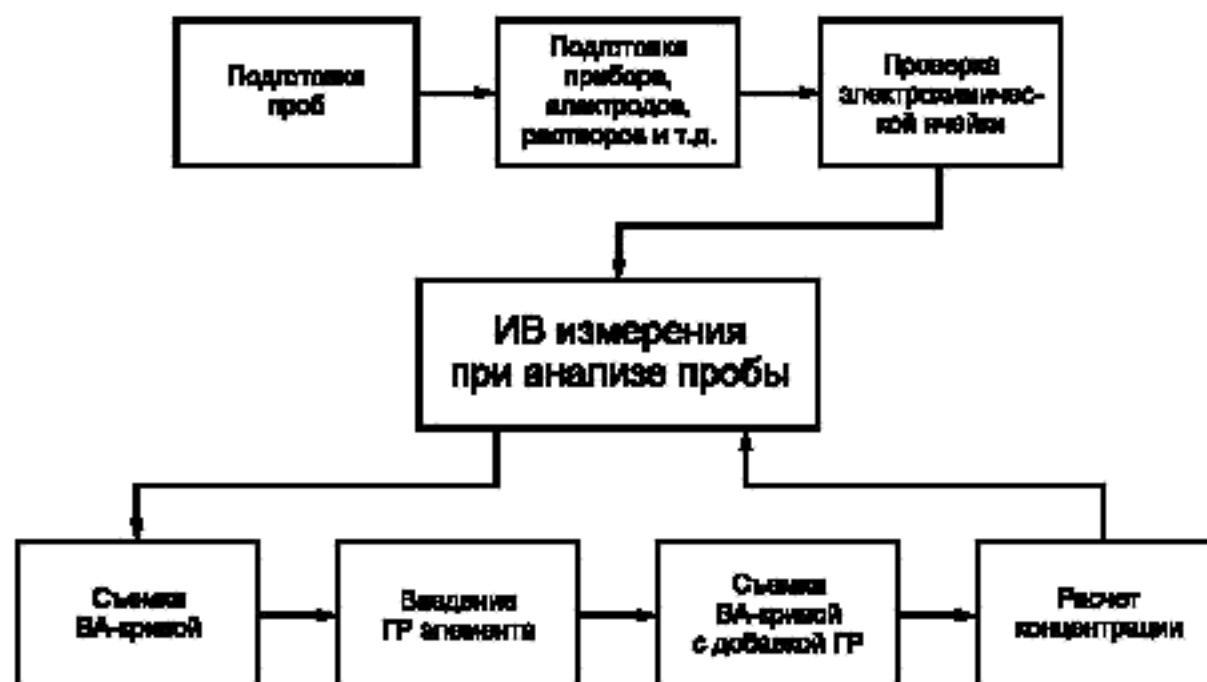 Подготовка
проб
Подготовка
прибора,
электродов,
растворов и т.д.
Проверка
электрохимичес-
кой ячейки
ИВ измерения
при анализе пробы
Съемка
ВА-кривой
Введение
ГР элемента
Съемка
ВА-кривой
с добавкой ГР
Расчет
концентрации